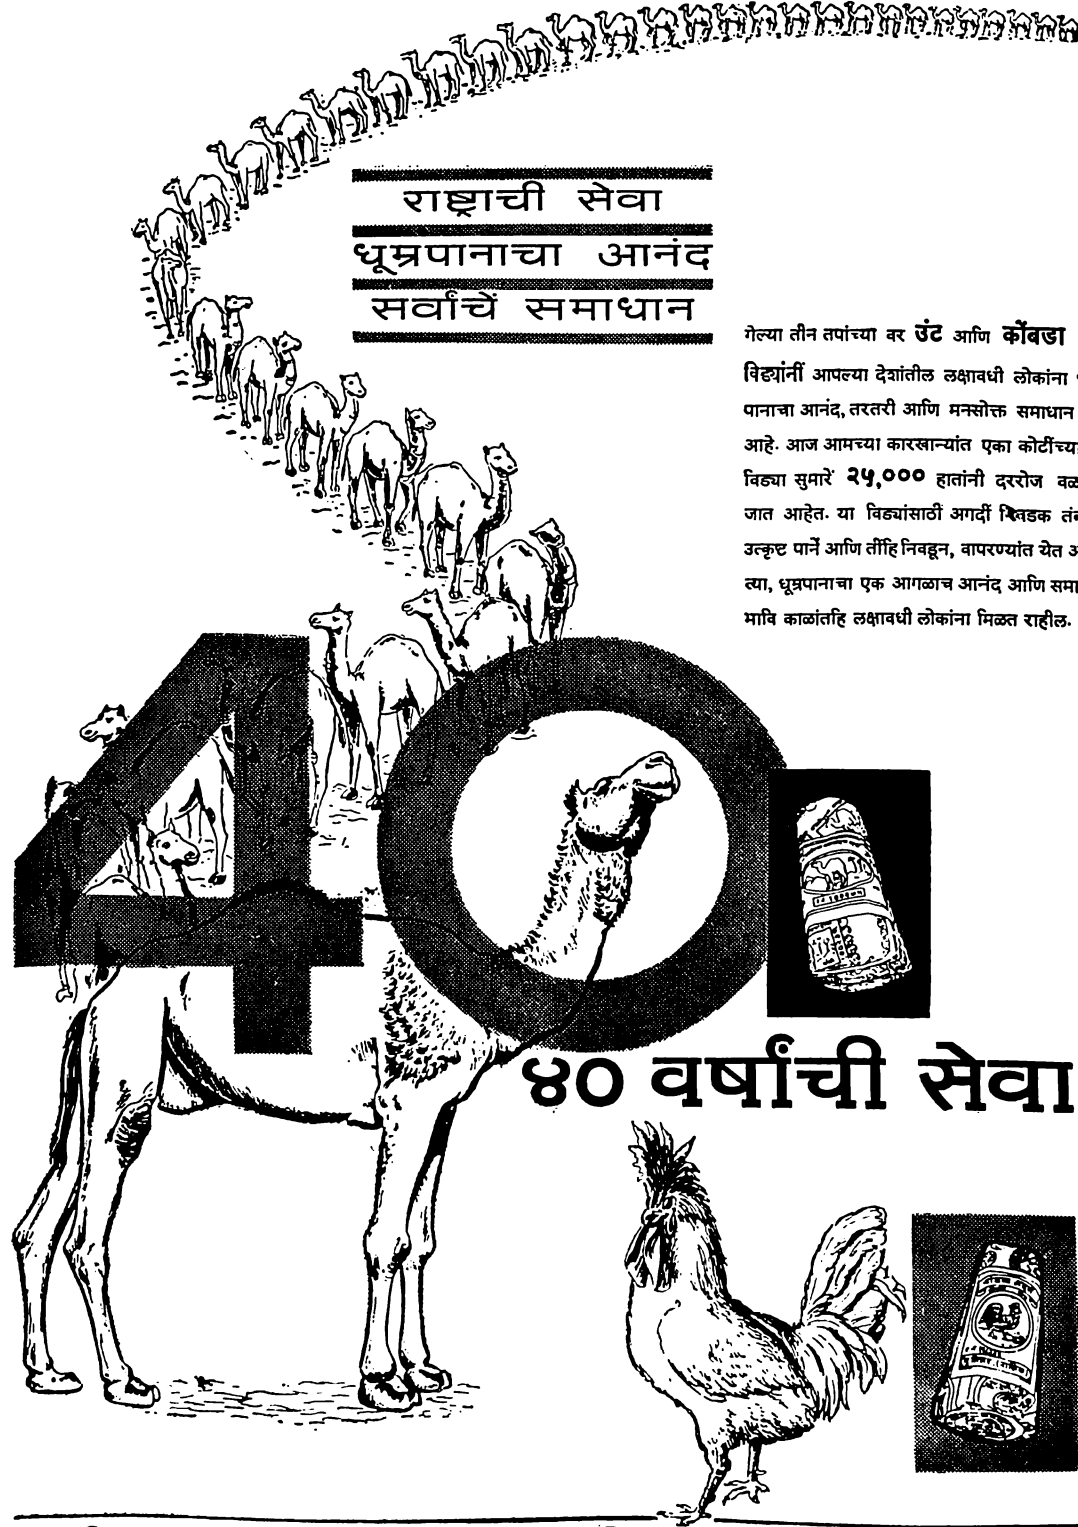 राष्ट्राची सेवा
धूम्रपानाचा आनंद
सर्वांचें समाधान
गेल्या तीन तपांच्या वर उंट आणि कोंबडा
विड्यांनीं आपल्या देशांतील लक्षावधी लोकांना
पानाचा आनंद, तरतरी आणि मनसोक्त समाधान
आहे. आज आमच्या कारखान्यांत एका कोटींच्या
विड्या सुमारें २५,००० हातांनी दररोज
जात आहेत. या विड्यांसाठी अगदीं निवडक
उत्कृष्ट पानें आणि तींहि निवडून, वापरण्यांत येत
त्या, धूम्रपानाचा एक आगळाच आनंद आणि
भावि काळांतहि लक्षावधी लोकांना मिळत राहील.
40
४० वर्षांची सेवा